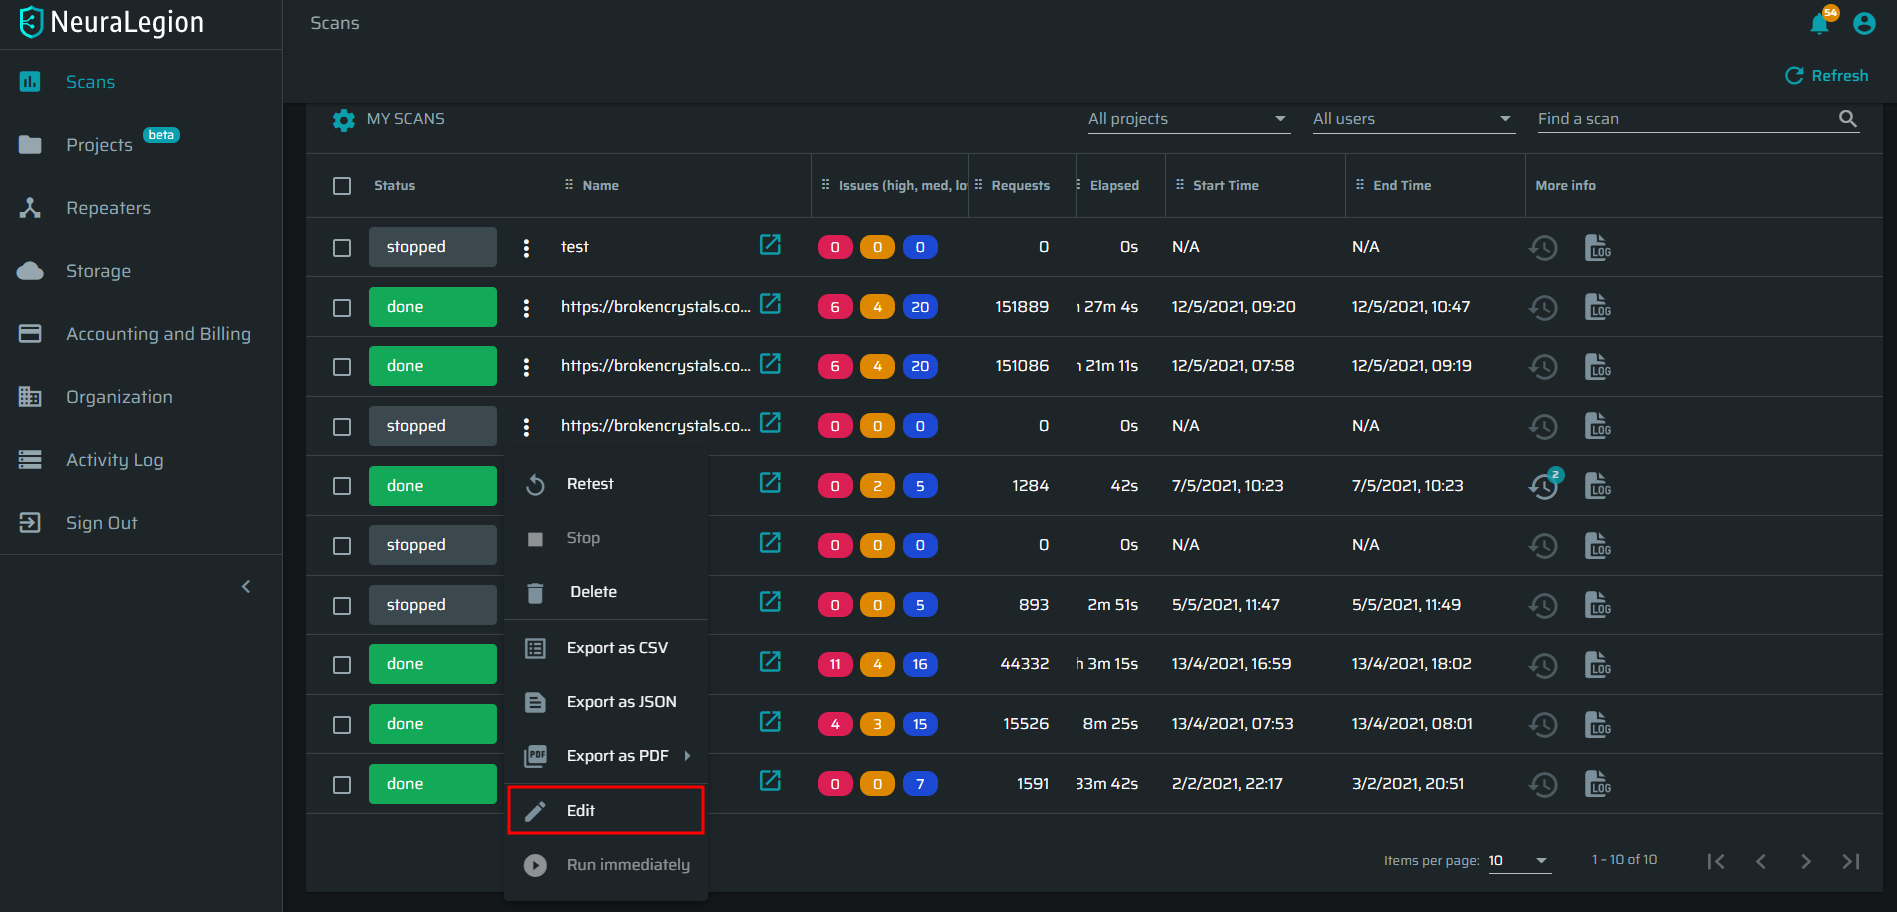 NeuraLegion
Scans
54
Refresh
Scans
Projects beta
Repeaters
Storage
Accounting and Billing
Organization
Activity Log
Sign Out
MY SCANS
All projects
All users
Find a scan
Status Name Issues (high, med, lo Requests Elapsed Start Time End Time More info
stopped test 0 0 0 0 0s N/A N/A LOG
done https://brokencrystals.co... 6 4 20 151889 27m 4s 12/5/2021, 09:20 12/5/2021, 10:47 LOG
done https://brokencrystals.co... 6 4 20 151086 21m 11s 12/5/2021, 07:58 12/5/2021, 09:19 LOG
stopped https://brokencrystals.co... 0 0 0 0 0s N/A N/A LOG
done 0 2 5 1284 42s 7/5/2021, 10:23 7/5/2021, 10:23 2 LOG
stopped 0 0 0 0 0s N/A N/A LOG
stopped 0 0 5 893 2m 51s 5/5/2021, 11:47 5/5/2021, 11:49 LOG
done 11 4 16 44332 h 3m 15s 13/4/2021, 16:59 13/4/2021, 18:02 LOG
done 4 3 15 15526 8m 25s 13/4/2021, 07:53 13/4/2021, 08:01 LOG
done 0 0 7 1591 33m 42s 2/2/2021, 22:17 3/2/2021, 20:51 LOG
Retest
Stop
Delete
Export as CSV
Export as JSON
PDF Export as PDF
Edit
Run immediately
Items per page: 10 1 – 10 of 10